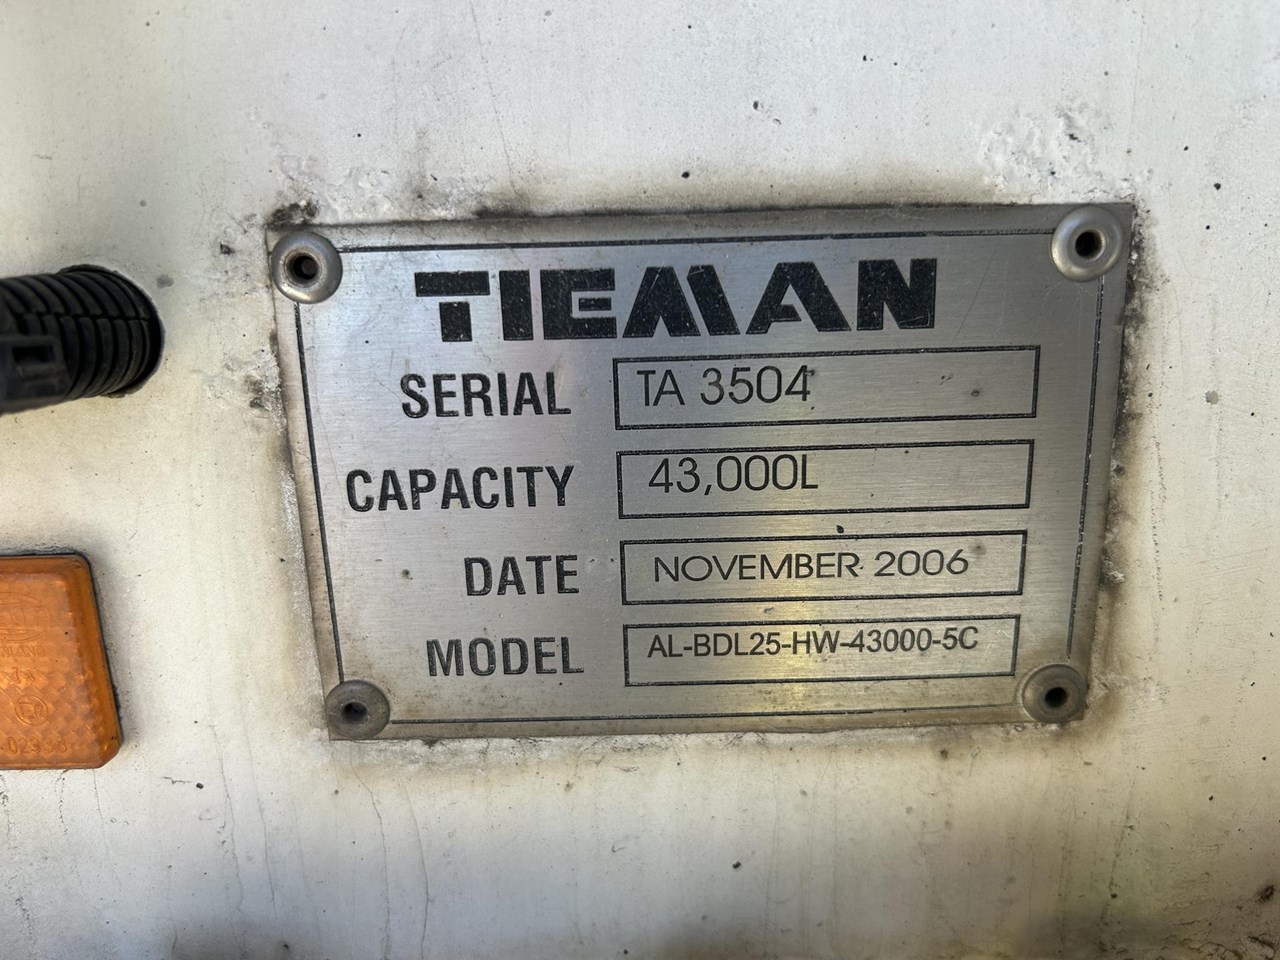 TIEMAN
SERIAL TA 3504
CAPACITY 43,000L
DATE NOVEMBER 2006
MODEL AL-BDL25-HW-43000-5C